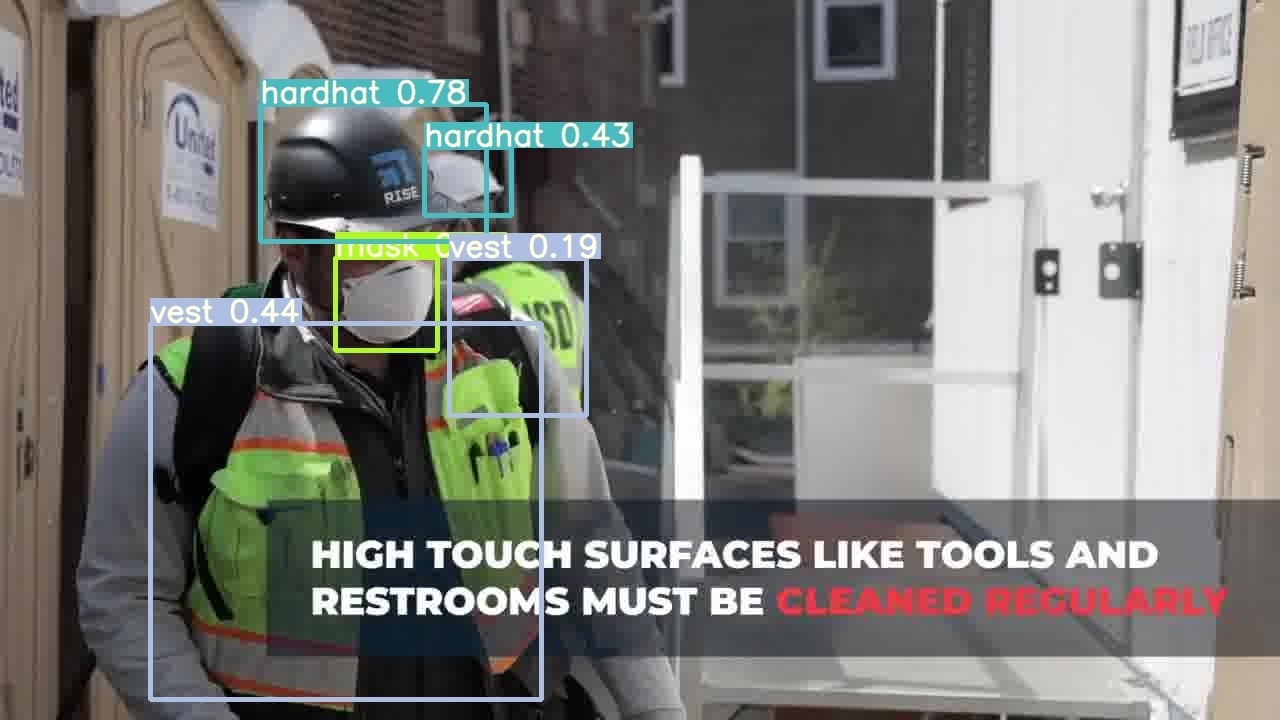 hardhat 0.78
hardhat 0.43
mask
vest 0.19
vest 0.44
United
RISE
HIGH TOUCH SURFACES LIKE TOOLS AND
RESTROOMS MUST BE CLEANED REGULARLY